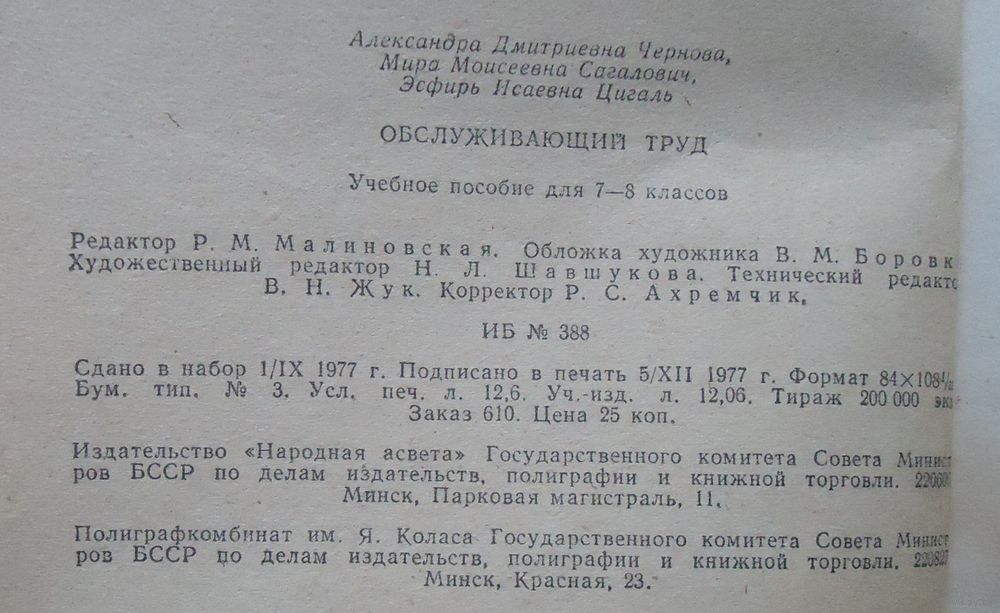 Александра Дмитриевна Чернова,
Мира Моисеевна Сагалович,
Эсфирь Исаевна Цигаль
ОБСЛУЖИВАЮЩИЙ ТРУД
Учебное пособие для 7—8 классов
Редактор Р. М. Малиновская. Обложка художника В. М. Боровк
Художественный редактор Н. Л. Шавшукова. Технический редакто
В. Н. Жук. Корректор Р. С. Ахремчик.
ИБ № 388
Сдано в набор 1/IX 1977 г. Подписано в печать 5/XII 1977 г. Формат 84×108¹/₃₂
Бум. тип. № 3. Усл. печ. л. 12,6. Уч.-изд. л. 12,06. Тираж 200 000 экз
Заказ 610. Цена 25 коп.
Издательство «Народная асвета» Государственного комитета Совета Минист
ров БССР по делам издательств, полиграфии и книжной торговли.
Минск, Парковая магистраль, 11.
Полиграфкомбинат им. Я. Коласа Государственного комитета Совета Минист
ров БССР по делам издательств, полиграфии и книжной торговли. 220827
Минск, Красная, 23.